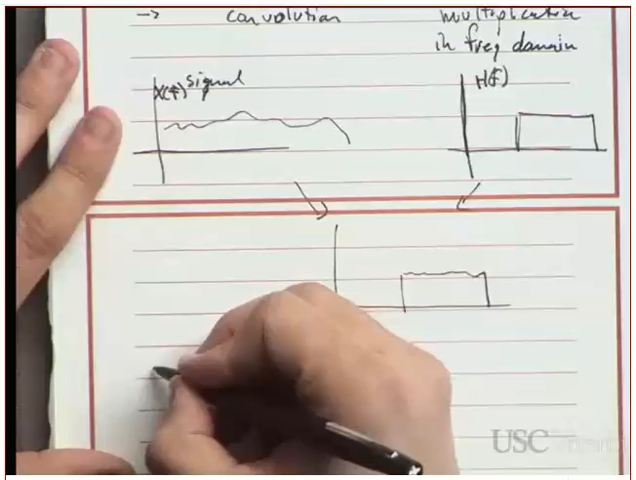 -> convolution multiplication
in freq domain
X(f) signal H(f)
USC